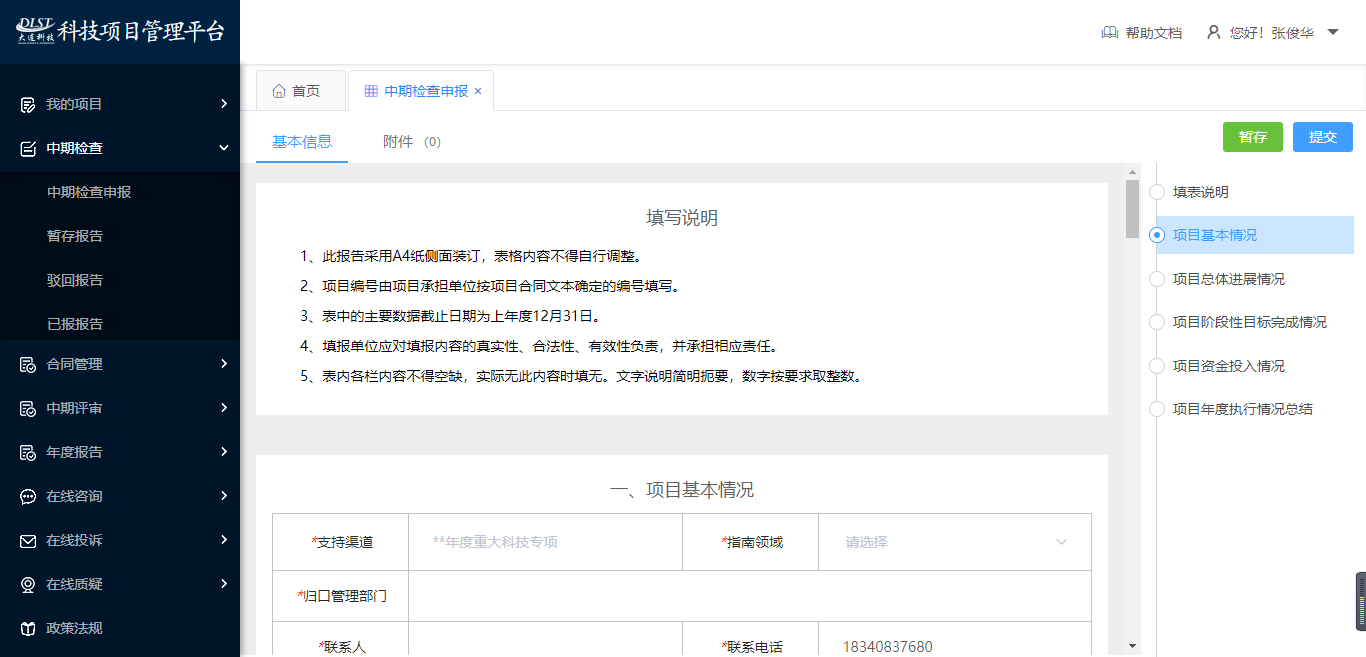 DIST
大连科技
科技项目管理平台
帮助文档
您好！张俊华
我的项目
中期检查
中期检查申报
暂存报告
驳回报告
已报报告
合同管理
中期评审
年度报告
在线咨询
在线投诉
在线质疑
政策法规
首页
中期检查申报 ×
基本信息
附件 (0)
暂存
提交
填写说明
1、此报告采用A4纸侧面装订，表格内容不得自行调整。
2、项目编号由项目承担单位按项目合同文本确定的编号填写。
3、表中的主要数据截止日期为上年度12月31日。
4、填报单位应对填报内容的真实性、合法性、有效性负责，并承担相应责任。
5、表内各栏内容不得空缺，实际无此内容时填无。文字说明简明扼要，数字按要求取整数。
一、项目基本情况
*支持渠道
**年度重大科技专项
*指南领域
请选择
*归口管理部门
*联系人
*联系电话
18340837680
填表说明
项目基本情况
项目总体进展情况
项目阶段性目标完成情况
项目资金投入情况
项目年度执行情况总结